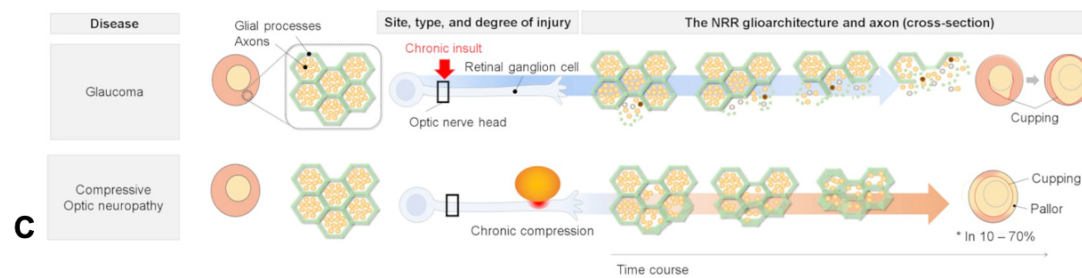 Disease
Site, type, and degree of injury
The NRR glioarchitecture and axon (cross-section)
Glaucoma
Glial processes
Axons
Chronic insult
Retinal ganglion cell
Optic nerve head
Cupping
Compressive
Optic neuropathy
Chronic compression
Cupping
Pallor
* In 10 – 70%
C
Time course